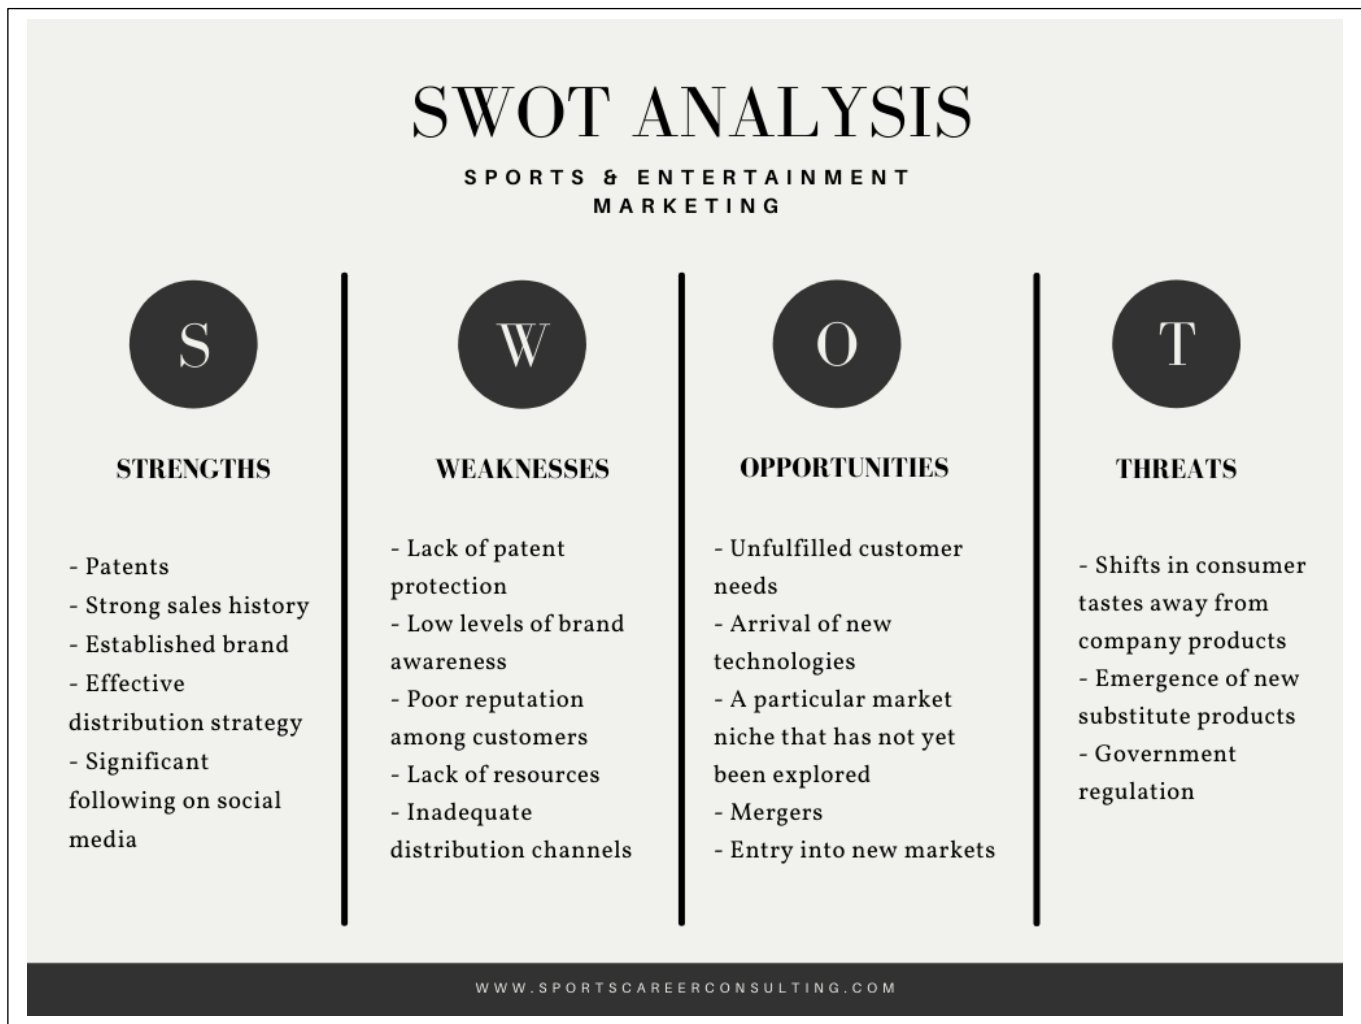 SWOT ANALYSIS
SPORTS & ENTERTAINMENT
MARKETING
S
STRENGTHS
- Patents
- Strong sales history
- Established brand
- Effective
distribution strategy
- Significant
following on social
media
W
WEAKNESSES
- Lack of patent
protection
- Low levels of brand
awareness
- Poor reputation
among customers
- Lack of resources
- Inadequate
distribution channels
O
OPPORTUNITIES
- Unfulfilled customer
needs
- Arrival of new
technologies
- A particular market
niche that has not yet
been explored
- Mergers
- Entry into new markets
T
THREATS
- Shifts in consumer
tastes away from
company products
- Emergence of new
substitute products
- Government
regulation
WWW.SPORTSCAREERCONSULTING.COM